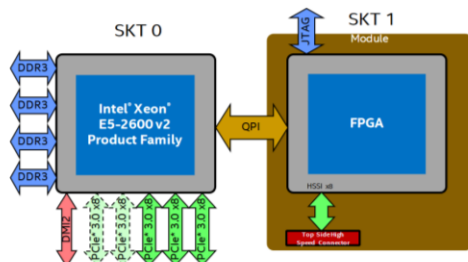 SKT 0
SKT 1
JTAG
Module
DDR3
DDR3
DDR3
DDR3
Intel® Xeon®
E5-2600 v2
Product Family
QPI
FPGA
HSSI x8
DMI2
PCIe* 3.0 x8
PCIe* 3.0 x8
PCIe* 3.0 x8
PCIe* 3.0 x8
PCIe* 3.0 x8
Top SideHigh
Speed Connector